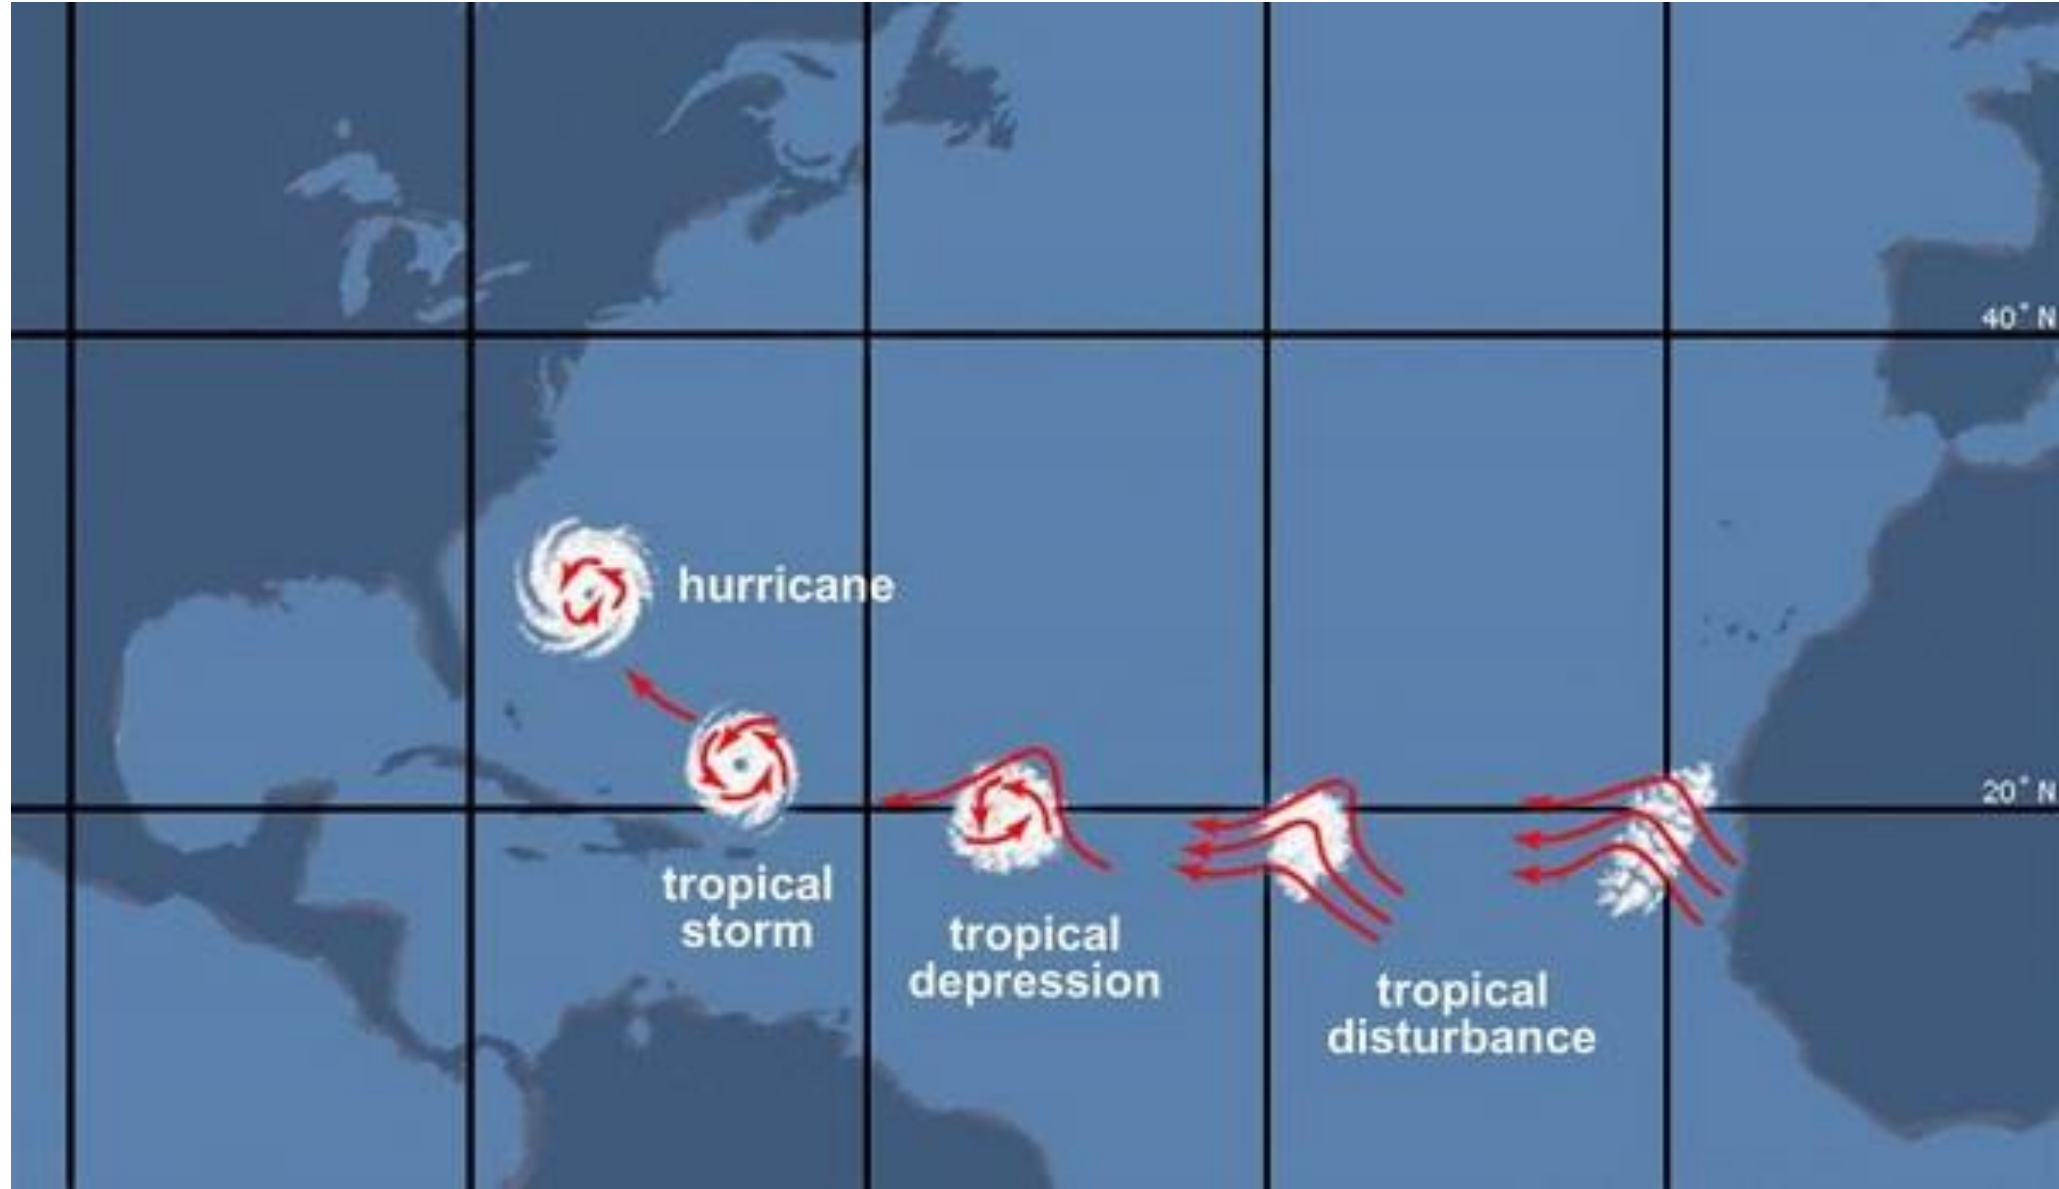 40° N
hurricane
20° N
tropical
storm
tropical
depression
tropical
disturbance